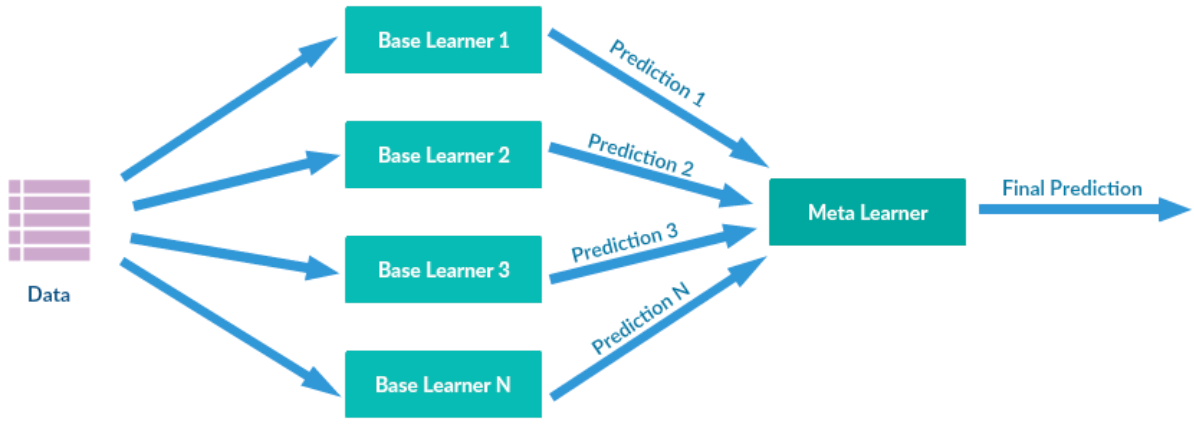 Base Learner 1
Prediction 1
Base Learner 2
Prediction 2
Data
Base Learner 3
Prediction 3
Base Learner N
Prediction N
Meta Learner
Final Prediction